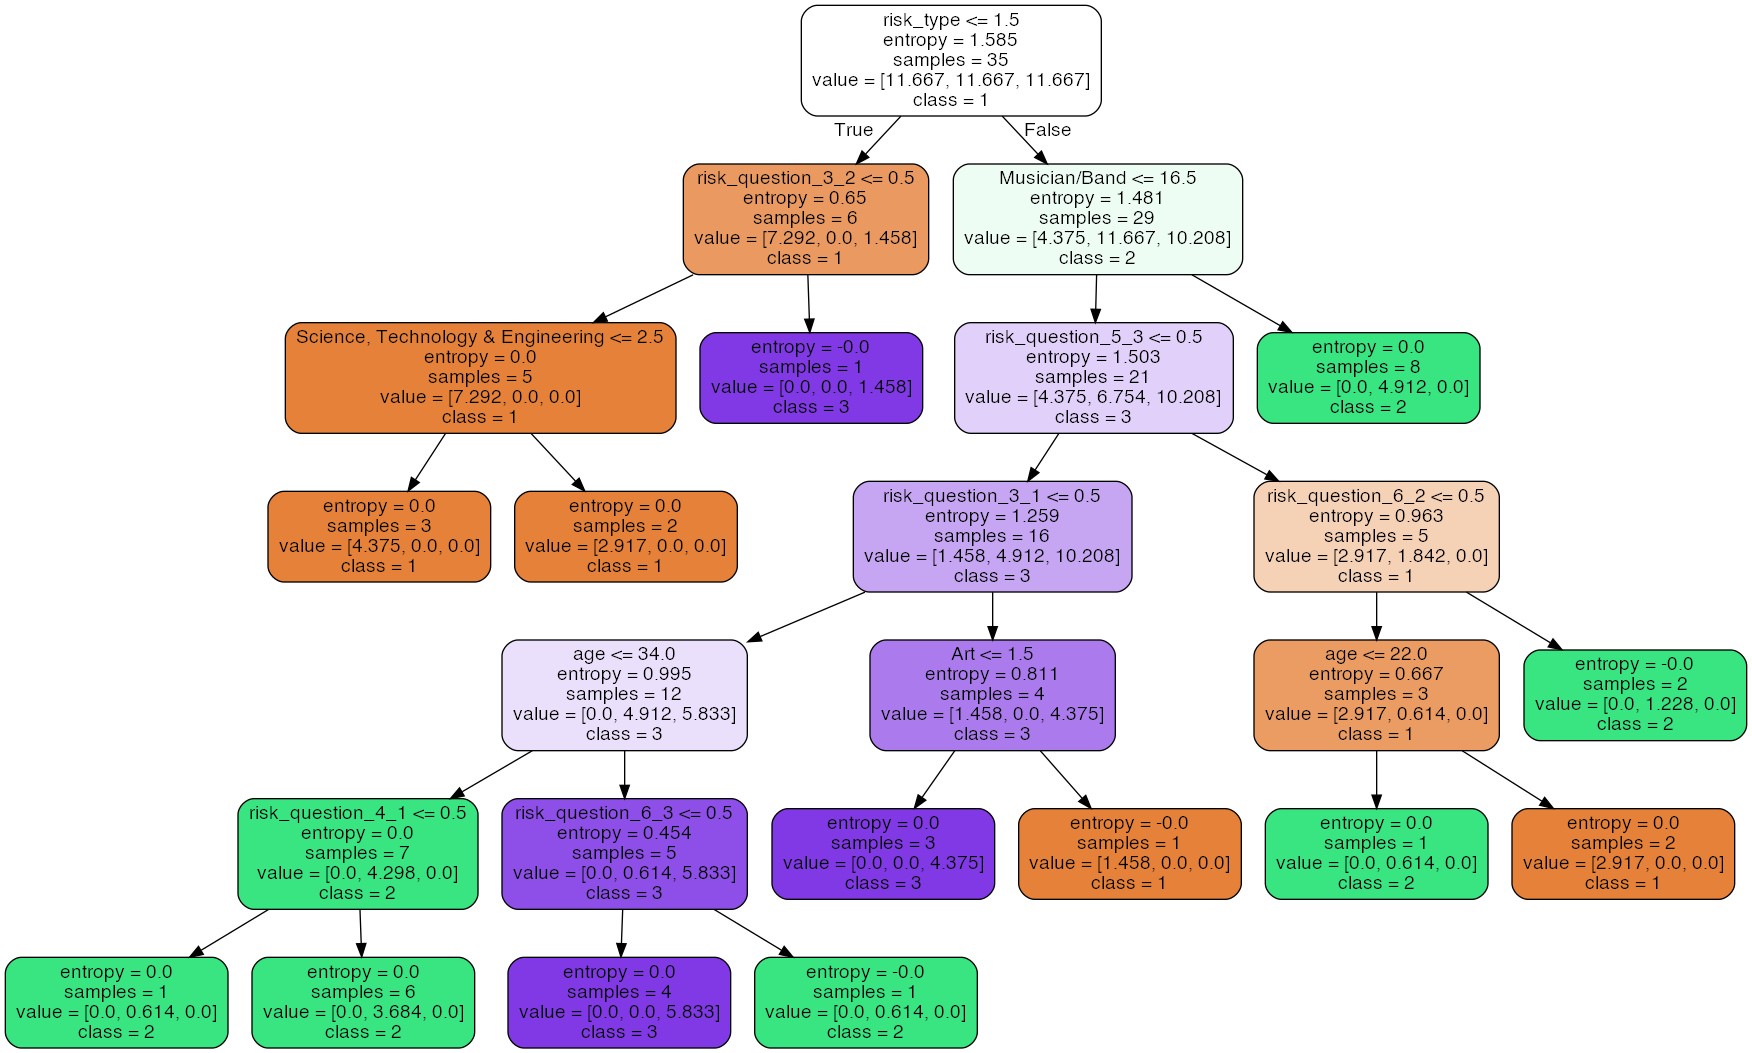 risk_type <= 1.5
entropy = 1.585
samples = 35
value = [11.667, 11.667, 11.667]
class = 1
True
False
risk_question_3_2 <= 0.5
entropy = 0.65
samples = 6
value = [7.292, 0.0, 1.458]
class = 1
Musician/Band <= 16.5
entropy = 1.481
samples = 29
value = [4.375, 11.667, 10.208]
class = 2
Science, Technology & Engineering <= 2.5
entropy = 0.0
samples = 5
value = [7.292, 0.0, 0.0]
class = 1
entropy = -0.0
samples = 1
value = [0.0, 0.0, 1.458]
class = 3
risk_question_5_3 <= 0.5
entropy = 1.503
samples = 21
value = [4.375, 6.754, 10.208]
class = 3
entropy = 0.0
samples = 8
value = [0.0, 4.912, 0.0]
class = 2
entropy = 0.0
samples = 3
value = [4.375, 0.0, 0.0]
class = 1
entropy = 0.0
samples = 2
value = [2.917, 0.0, 0.0]
class = 1
risk_question_3_1 <= 0.5
entropy = 1.259
samples = 16
value = [1.458, 4.912, 10.208]
class = 3
risk_question_6_2 <= 0.5
entropy = 0.963
samples = 5
value = [2.917, 1.842, 0.0]
class = 1
age <= 34.0
entropy = 0.995
samples = 12
value = [0.0, 4.912, 5.833]
class = 3
Art <= 1.5
entropy = 0.811
samples = 4
value = [1.458, 0.0, 4.375]
class = 3
age <= 22.0
entropy = 0.667
samples = 3
value = [2.917, 0.614, 0.0]
class = 1
entropy = -0.0
samples = 2
value = [0.0, 1.228, 0.0]
class = 2
risk_question_4_1 <= 0.5
entropy = 0.0
samples = 7
value = [0.0, 4.298, 0.0]
class = 2
risk_question_6_3 <= 0.5
entropy = 0.454
samples = 5
value = [0.0, 0.614, 5.833]
class = 3
entropy = 0.0
samples = 3
value = [0.0, 0.0, 4.375]
class = 3
entropy = -0.0
samples = 1
value = [1.458, 0.0, 0.0]
class = 1
entropy = 0.0
samples = 1
value = [0.0, 0.614, 0.0]
class = 2
entropy = 0.0
samples = 2
value = [2.917, 0.0, 0.0]
class = 1
entropy = 0.0
samples = 1
value = [0.0, 0.614, 0.0]
class = 2
entropy = 0.0
samples = 6
value = [0.0, 3.684, 0.0]
class = 2
entropy = 0.0
samples = 4
value = [0.0, 0.0, 5.833]
class = 3
entropy = -0.0
samples = 1
value = [0.0, 0.614, 0.0]
class = 2